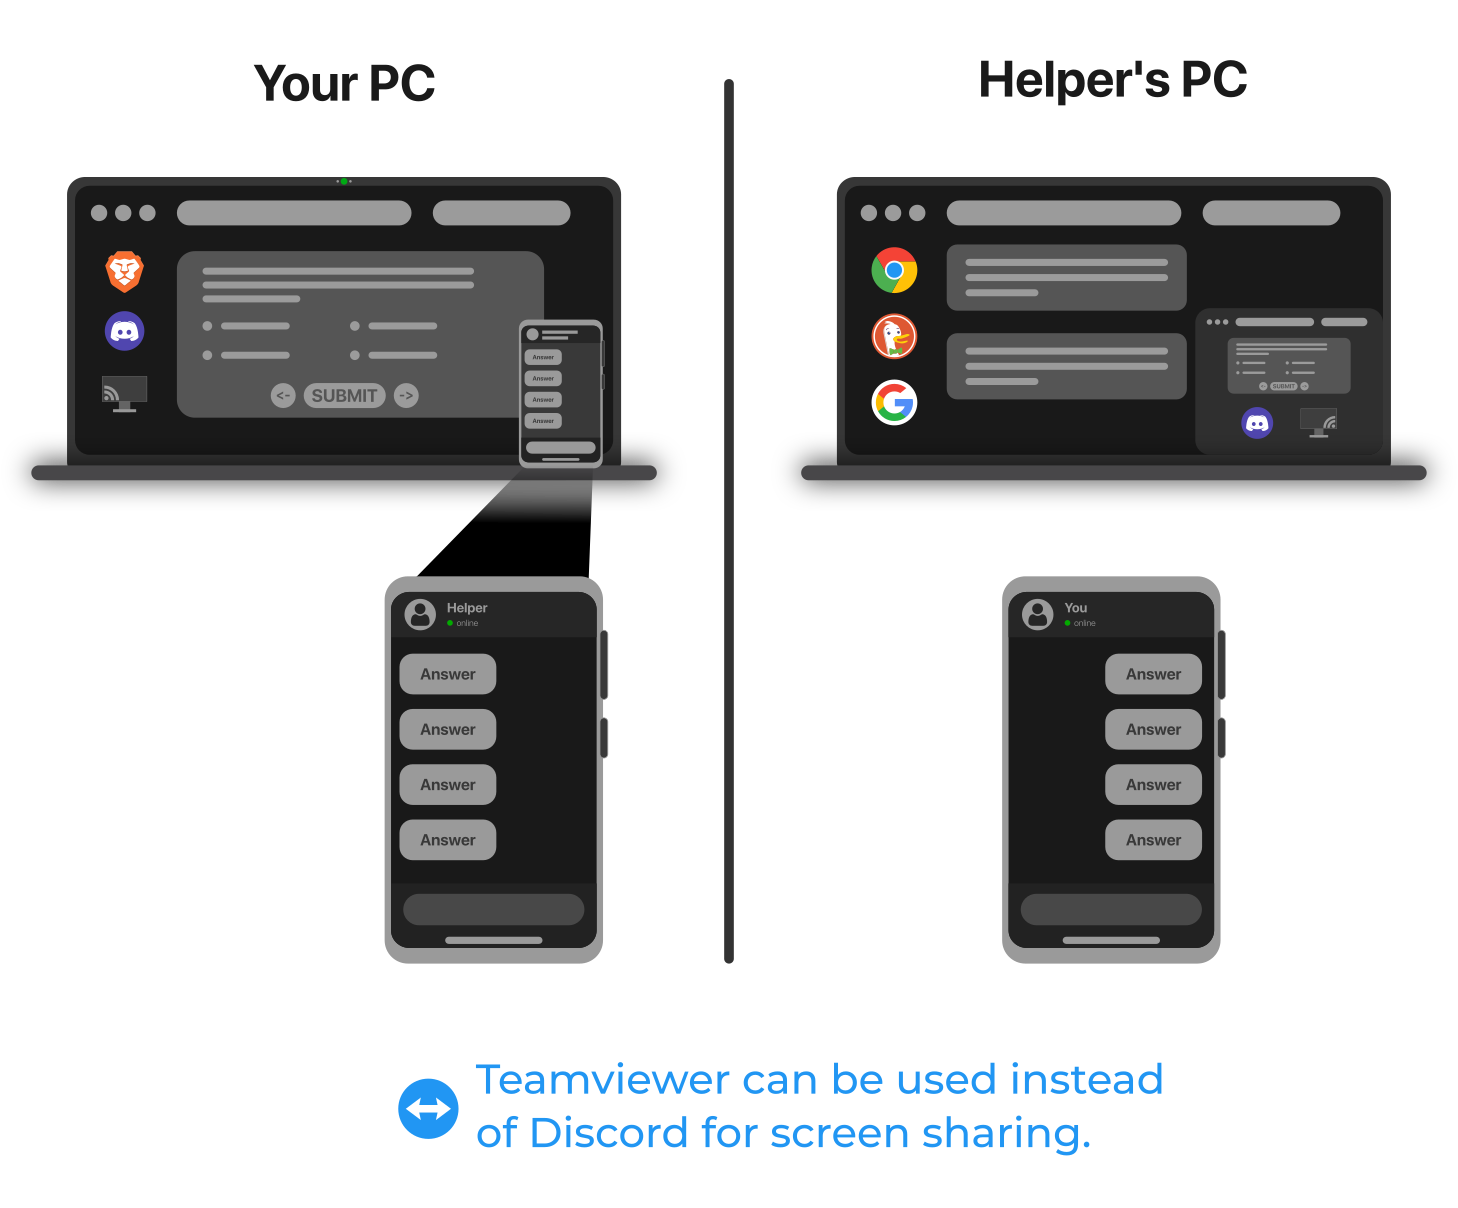 Your PC
Helper's PC
<- SUBMIT ->
Answer
Answer
Answer
Answer
<- SUBMIT ->
Helper
online
Answer
Answer
Answer
Answer
You
online
Answer
Answer
Answer
Answer
Teamviewer can be used instead
of Discord for screen sharing.